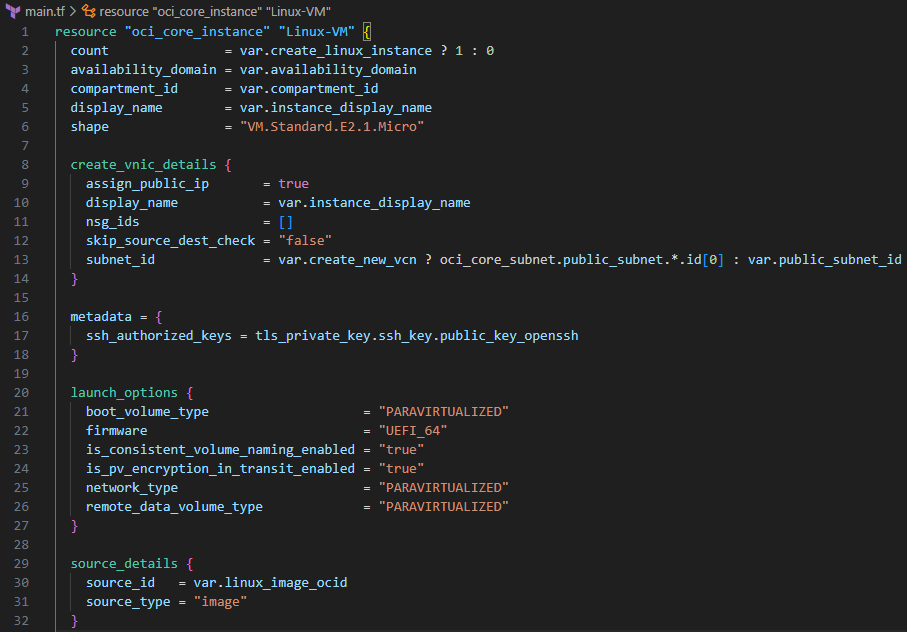 main.tf > resource "oci_core_instance" "Linux-VM"
1 resource "oci_core_instance" "Linux-VM" {
2   count               = var.create_linux_instance ? 1 : 0
3   availability_domain = var.availability_domain
4   compartment_id      = var.compartment_id
5   display_name        = var.instance_display_name
6   shape               = "VM.Standard.E2.1.Micro"
7
8   create_vnic_details {
9     assign_public_ip       = true
10     display_name           = var.instance_display_name
11     nsg_ids                = []
12     skip_source_dest_check = "false"
13     subnet_id              = var.create_new_vcn ? oci_core_subnet.public_subnet.*.id[0] : var.public_subnet_id
14   }
15
16   metadata = {
17     ssh_authorized_keys = tls_private_key.ssh_key.public_key_openssh
18   }
19
20   launch_options {
21     boot_volume_type                    = "PARAVIRTUALIZED"
22     firmware                            = "UEFI_64"
23     is_consistent_volume_naming_enabled = "true"
24     is_pv_encryption_in_transit_enabled = "true"
25     network_type                        = "PARAVIRTUALIZED"
26     remote_data_volume_type             = "PARAVIRTUALIZED"
27   }
28
29   source_details {
30     source_id   = var.linux_image_ocid
31     source_type = "image"
32   }